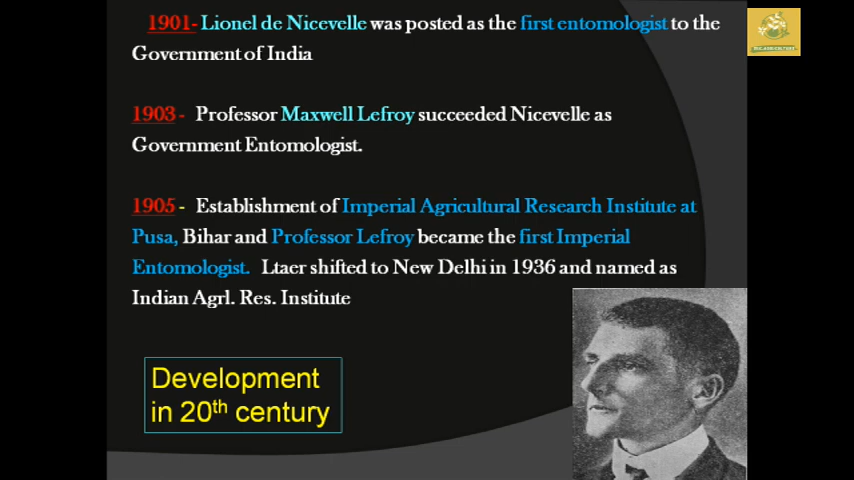 1901- Lionel de Nicevelle was posted as the first entomologist to the
Government of India
1903 - Professor Maxwell Lefroy succeeded Nicevelle as
Government Entomologist.
1905 - Establishment of Imperial Agricultural Research Institute at
Pusa, Bihar and Professor Lefroy became the first Imperial
Entomologist. Ltaer shifted to New Delhi in 1936 and named as
Indian Agrl. Res. Institute
Development
in 20th century